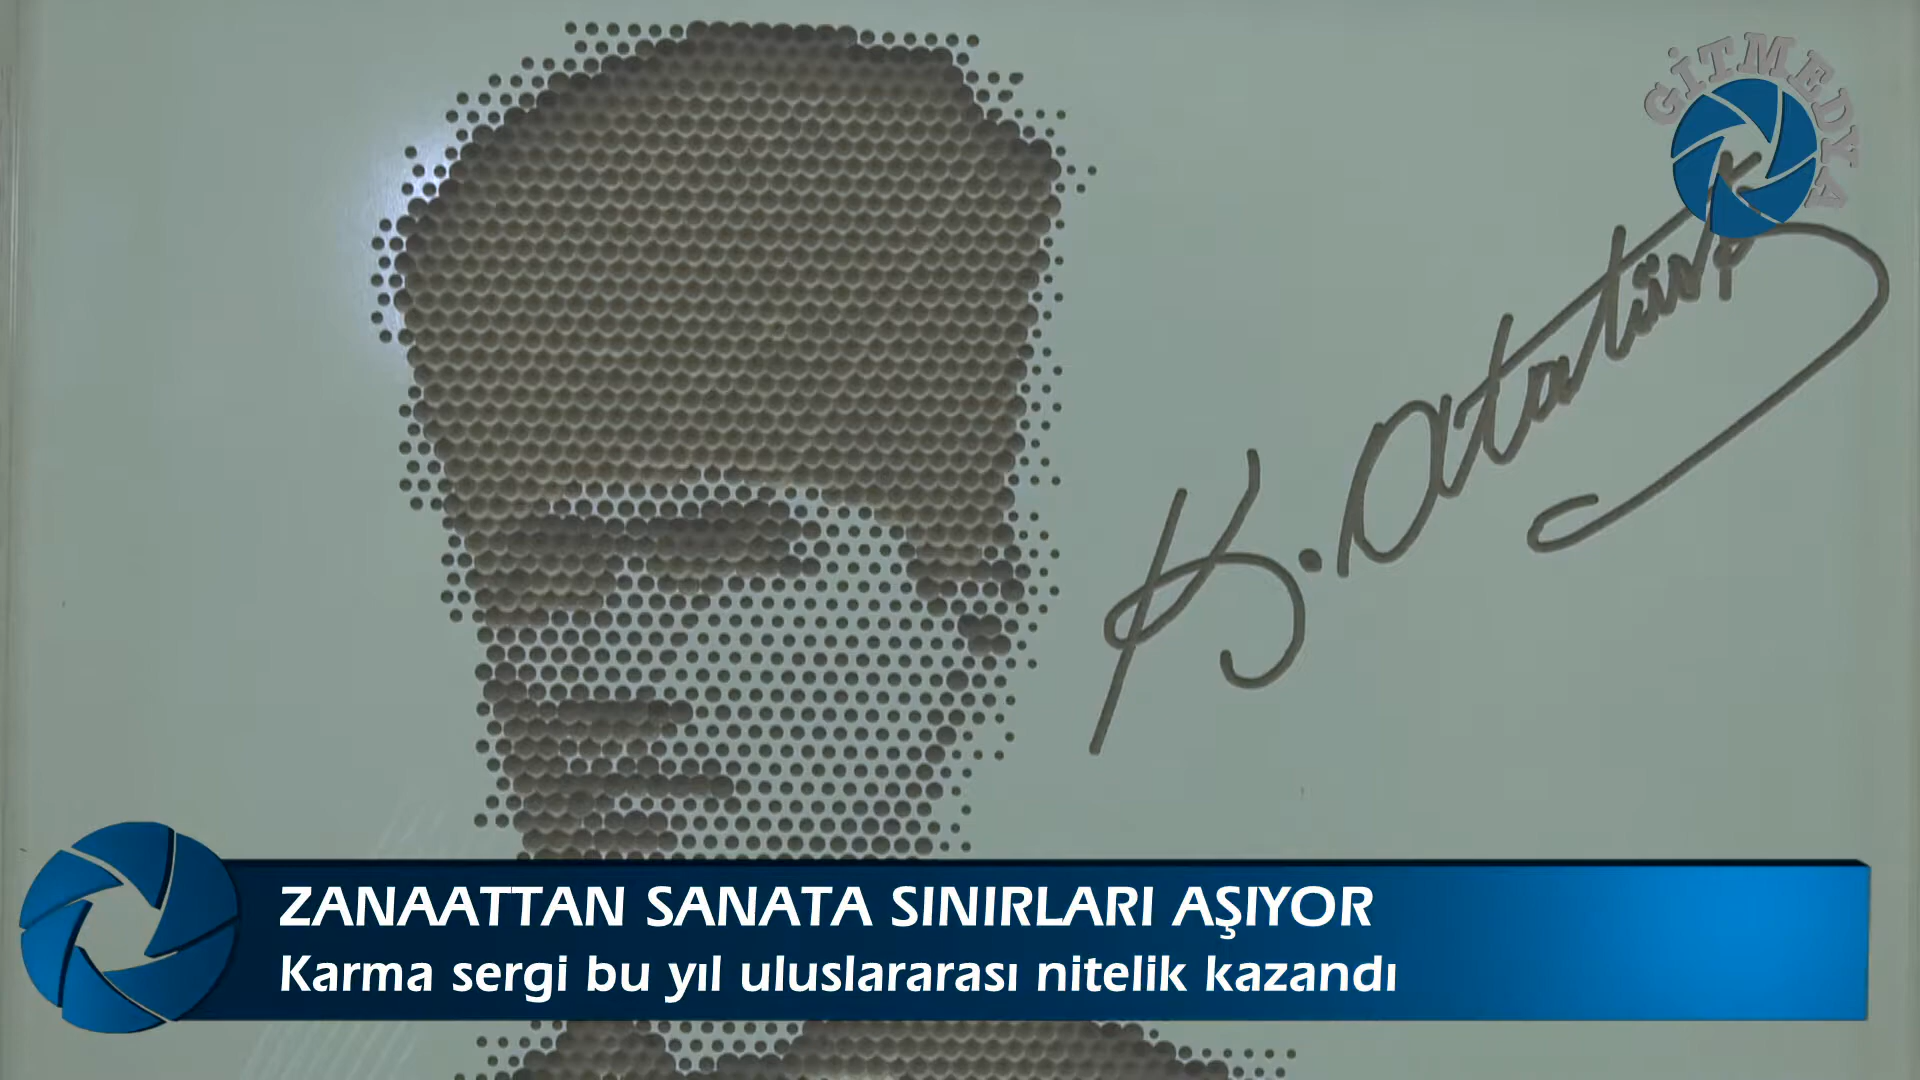 GİTMEDYA
K. Atatürk
ZANAATTAN SANATA SINIRLARI AŞIYOR
Karma sergi bu yıl uluslararası nitelik kazandı